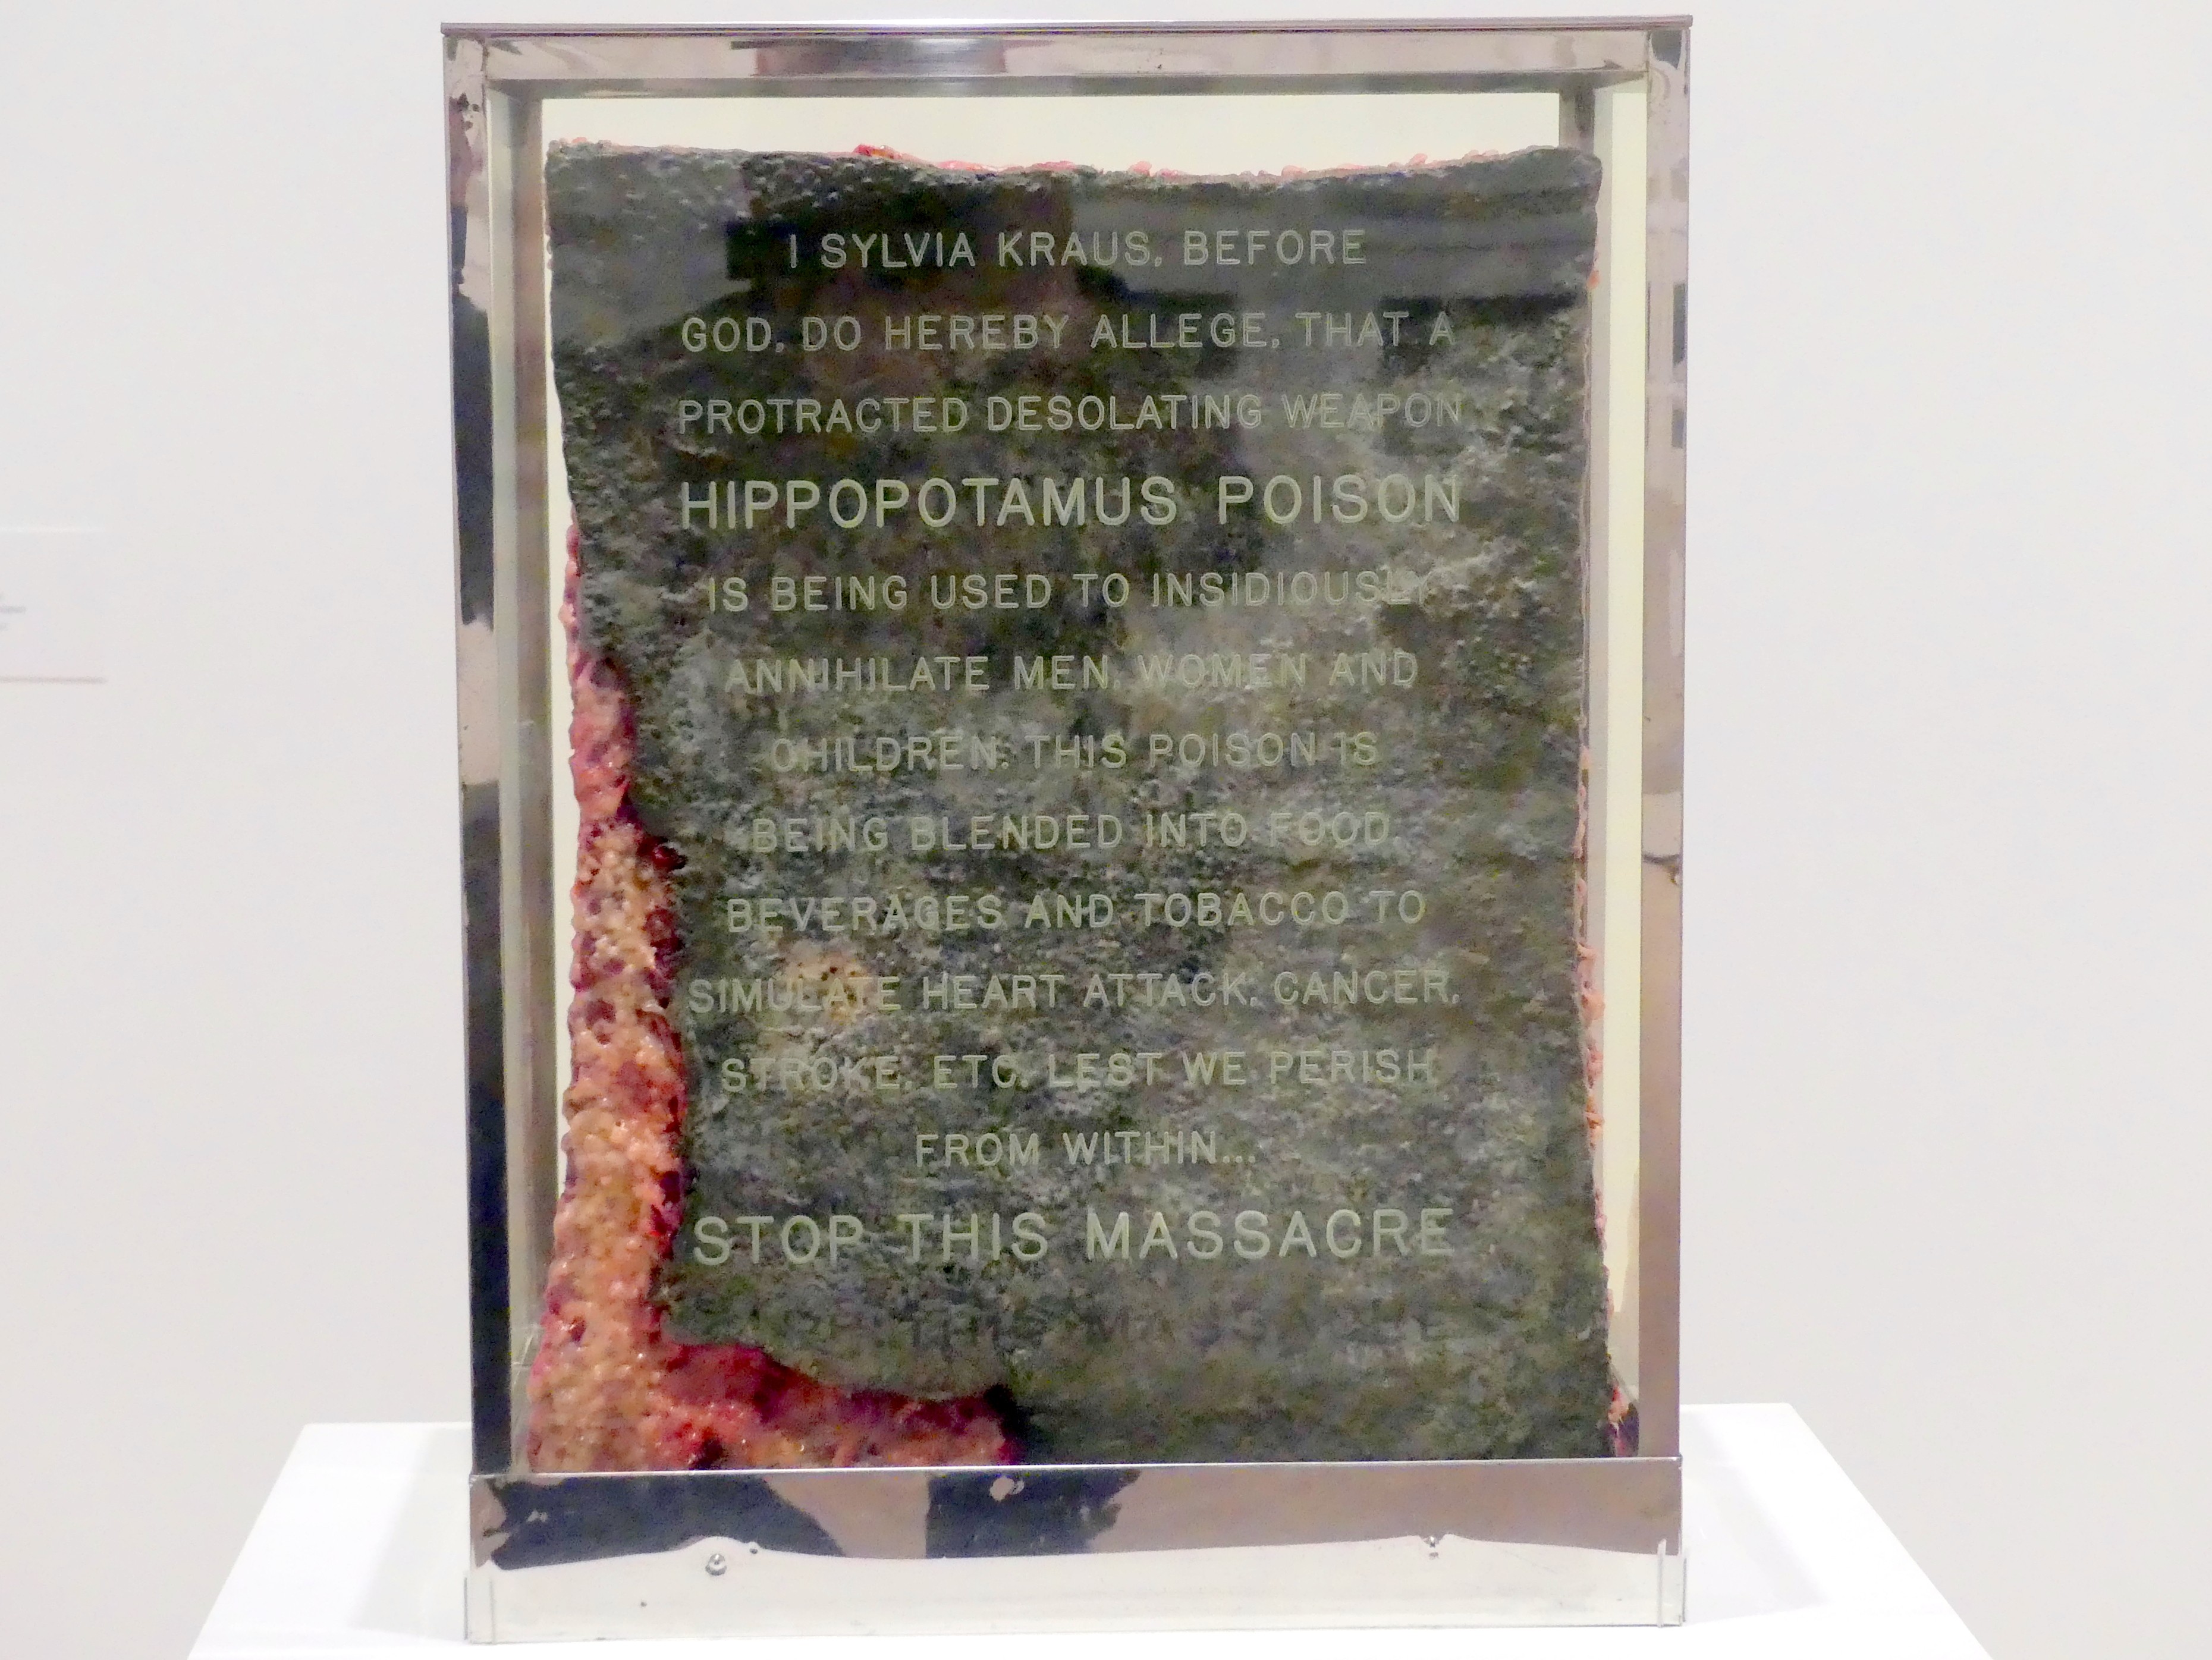 I SYLVIA KRAUS, BEFORE
GOD, DO HEREBY ALLEGE, THAT A
PROTRACTED DESOLATING WEAPON
HIPPOPOTAMUS POISON
IS BEING USED TO INSIDIOUSLY
ANNIHILATE MEN, WOMEN AND
CHILDREN. THIS POISON IS
BEING BLENDED INTO FOOD,
BEVERAGES AND TOBACCO TO
SIMULATE HEART ATTACK, CANCER,
STROKE, ETC. LEST WE PERISH
FROM WITHIN...
STOP THIS MASSACRE